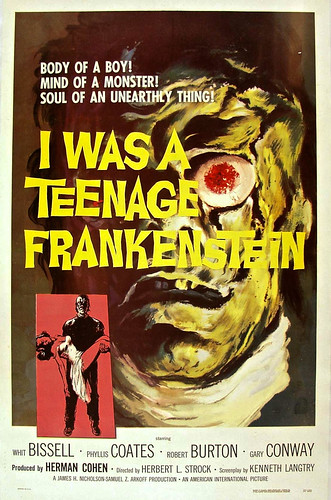 BODY OF A BOY!
MIND OF A MONSTER!
SOUL OF AN UNEARTHLY THING!
I WAS A
TEENAGE
FRANKENSTEIN
starring
WHIT BISSELL · PHYLLIS COATES · ROBERT BURTON · GARY CONWAY
Produced by HERMAN COHEN · Directed by HERBERT L. STROCK · Screenplay by KENNETH LANGTRY
A JAMES H. NICHOLSON-SAMUEL Z. ARKOFF PRODUCTION · AN AMERICAN INTERNATIONAL PICTURE